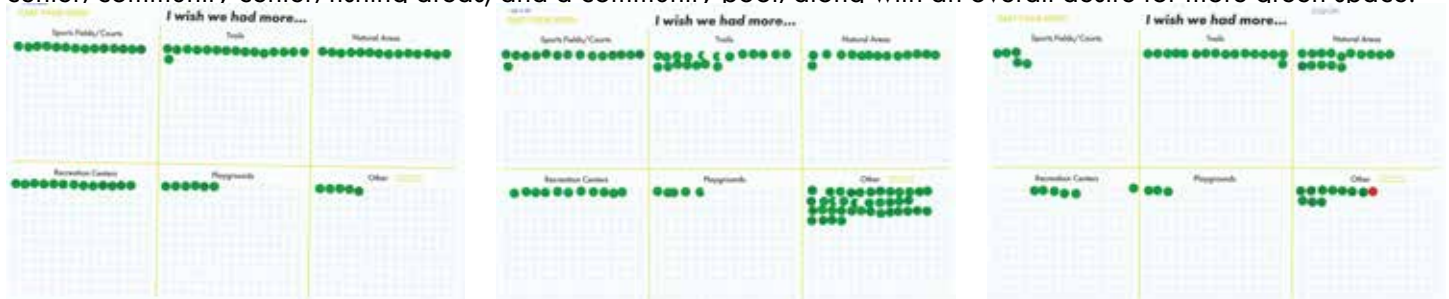 center, community center, fishing areas, and a community pool, along with an overall desire for more green space.
I wish we had more...
Sports Fields/Courts
Trails
Natural Areas
Recreation Centers
Playgrounds
Other
I wish we had more...
Sports Fields/Courts
Trails
Natural Areas
Recreation Centers
Playgrounds
Other
I wish we had more...
Sports Fields/Courts
Trails
Natural Areas
Recreation Centers
Playgrounds
Other